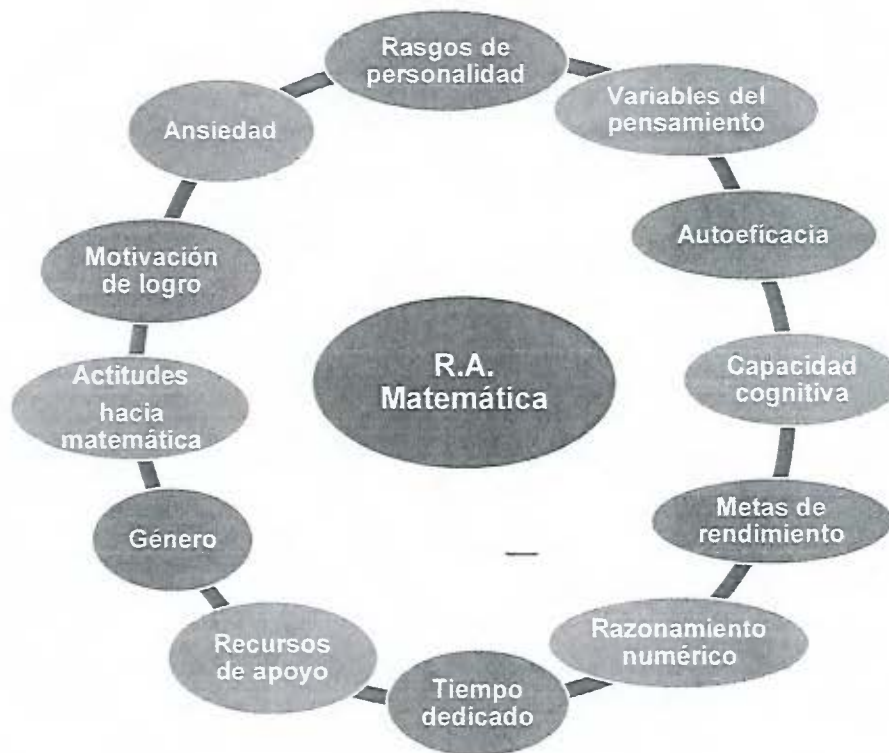 Rasgos de
personalidad
Variables del
pensamiento
Autoeficacia
Capacidad
cognitiva
Metas de
rendimiento
Razonamiento
numérico
Tiempo
dedicado
Recursos
de apoyo
Género
Actitudes
hacia
matemática
Motivación
de logro
Ansiedad
R.A.
Matemática